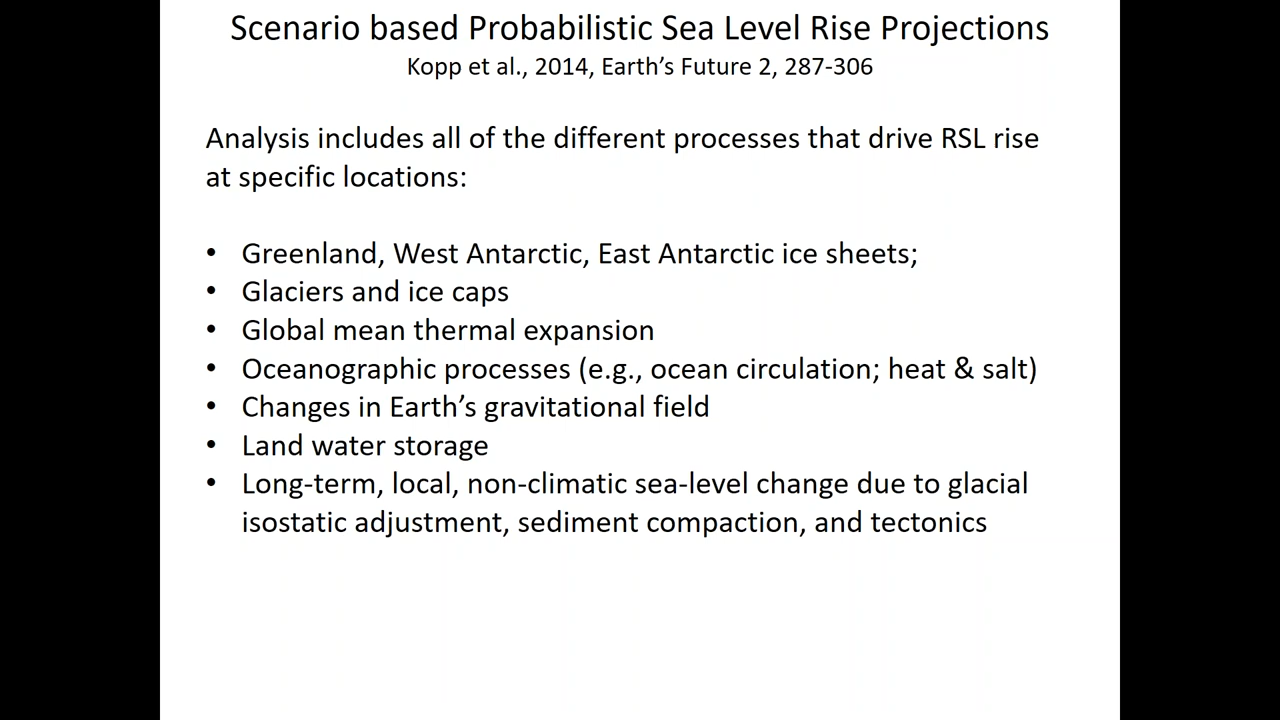 Scenario based Probabilistic Sea Level Rise Projections
Kopp et al., 2014, Earth’s Future 2, 287-306
Analysis includes all of the different processes that drive RSL rise
at specific locations:
• Greenland, West Antarctic, East Antarctic ice sheets;
• Glaciers and ice caps
• Global mean thermal expansion
• Oceanographic processes (e.g., ocean circulation; heat & salt)
• Changes in Earth’s gravitational field
• Land water storage
• Long-term, local, non-climatic sea-level change due to glacial
isostatic adjustment, sediment compaction, and tectonics